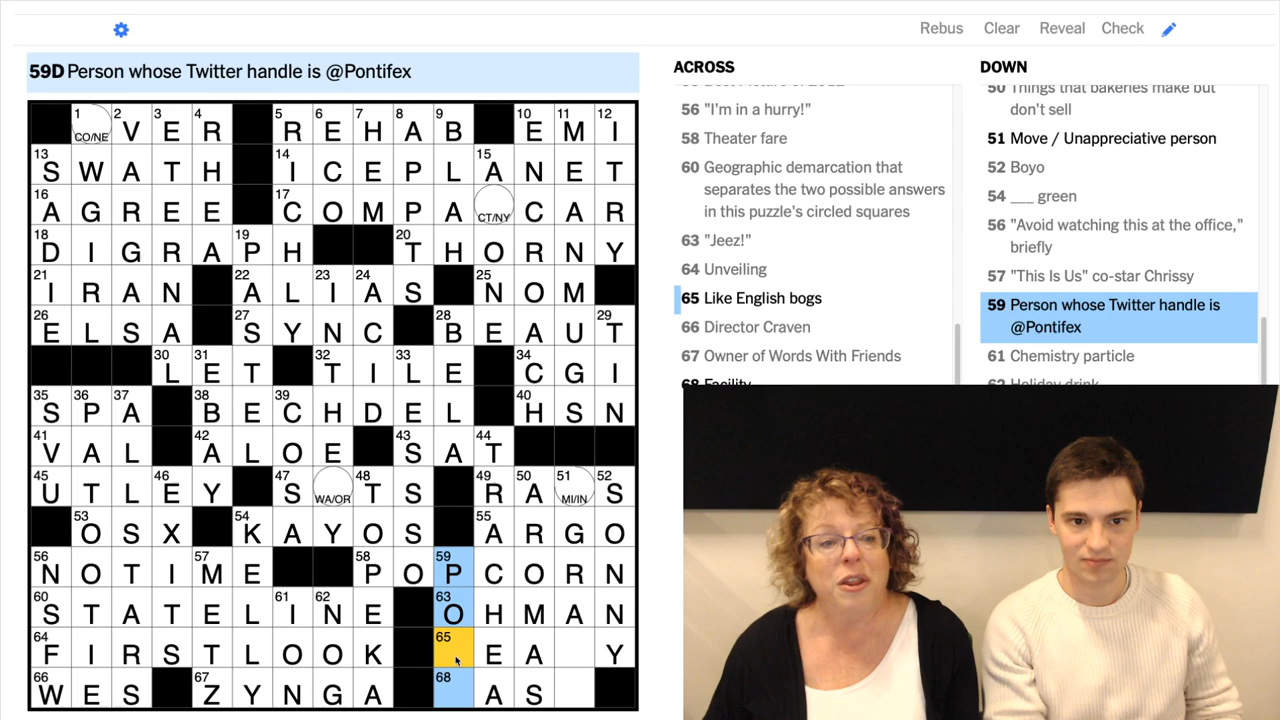 Rebus Clear Reveal Check
59D Person whose Twitter handle is @Pontifex
1 2 3 4 5 6 7 8 9 10 11 12
CO/NE V E R R E H A B E M I
13 14 15
S W A T H I C E P L A N E T
16 17
A G R E E C O M P A CT/NY C A R
18 19 20
D I G R A P H T H O R N Y
21 22 23 24 25
I R A N A L I A S N O M
26 27 28 29
E L S A S Y N C B E A U T
30 31 32 33 34
L E T T I L E C G I
35 36 37 38 39 40
S P A B E C H D E L H S N
41 42 43 44
V A L A L O E S A T
45 46 47 48 49 50 51 52
U T L E Y S WA/OR T S R A MI/IN S
53 54 55
O S X K A Y O S A R G O
56 57 58 59
N O T I M E P O P C O R N
60 61 62 63
S T A T E L I N E O H M A N
64 65
F I R S T L O O K E A Y
66 67 68
W E S Z Y N G A A S
ACROSS
56 "I'm in a hurry!"
58 Theater fare
60 Geographic demarcation that
separates the two possible answers
in this puzzle's circled squares
63 "Jeez!"
64 Unveiling
65 Like English bogs
66 Director Craven
67 Owner of Words With Friends
68 Facility
DOWN
50 Things that bakeries make but
don't sell
51 Move / Unappreciative person
52 Boyo
54 ___ green
56 "Avoid watching this at the office,"
briefly
57 "This Is Us" co-star Chrissy
59 Person whose Twitter handle is
@Pontifex
61 Chemistry particle
62 Holiday drink